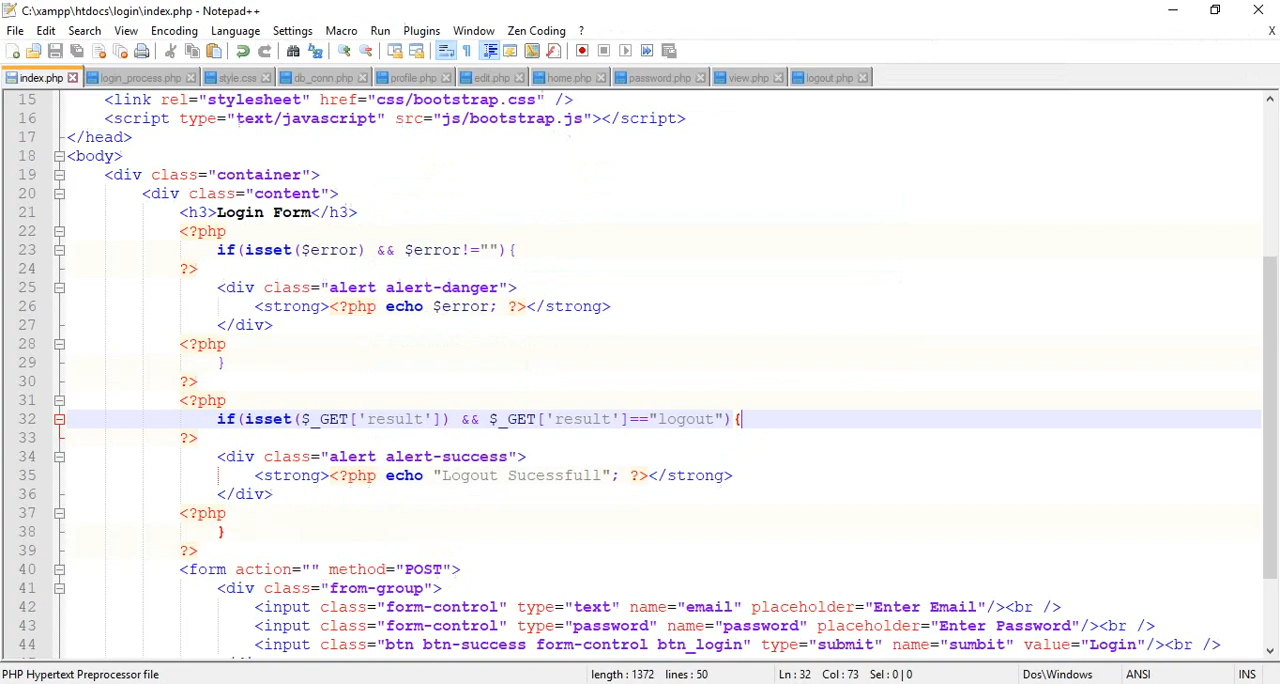 C:\xampp\htdocs\login\index.php - Notepad++
File Edit Search View Encoding Language Settings Macro Run Plugins Window Zen Coding ? X
index.php login_process.php style.css db_conn.php profile.php edit.php home.php password.php view.php logout.php
15 <link rel="stylesheet" href="css/bootstrap.css" />
16 <script type="text/javascript" src="js/bootstrap.js"></script>
17 </head>
18 <body>
19 <div class="container">
20 <div class="content">
21 <h3>Login Form</h3>
22 <?php
23 if(isset($error) && $error!=""){
24 ?>
25 <div class="alert alert-danger">
26 <strong><?php echo $error; ?></strong>
27 </div>
28 <?php
29 }
30 ?>
31 <?php
32 if(isset($_GET['result']) && $_GET['result']=="logout"){
33 ?>
34 <div class="alert alert-success">
35 <strong><?php echo "Logout Sucessfull"; ?></strong>
36 </div>
37 <?php
38 }
39 ?>
40 <form action="" method="POST">
41 <div class="from-group">
42 <input class="form-control" type="text" name="email" placeholder="Enter Email"/><br />
43 <input class="form-control" type="password" name="password" placeholder="Enter Password"/><br />
44 <input class="btn btn-success form-control btn_login" type="submit" name="sumbit" value="Login"/><br />
PHP Hypertext Preprocessor file length : 1372 lines : 50 Ln : 32 Col : 73 Sel : 0 | 0 Dos\Windows ANSI INS